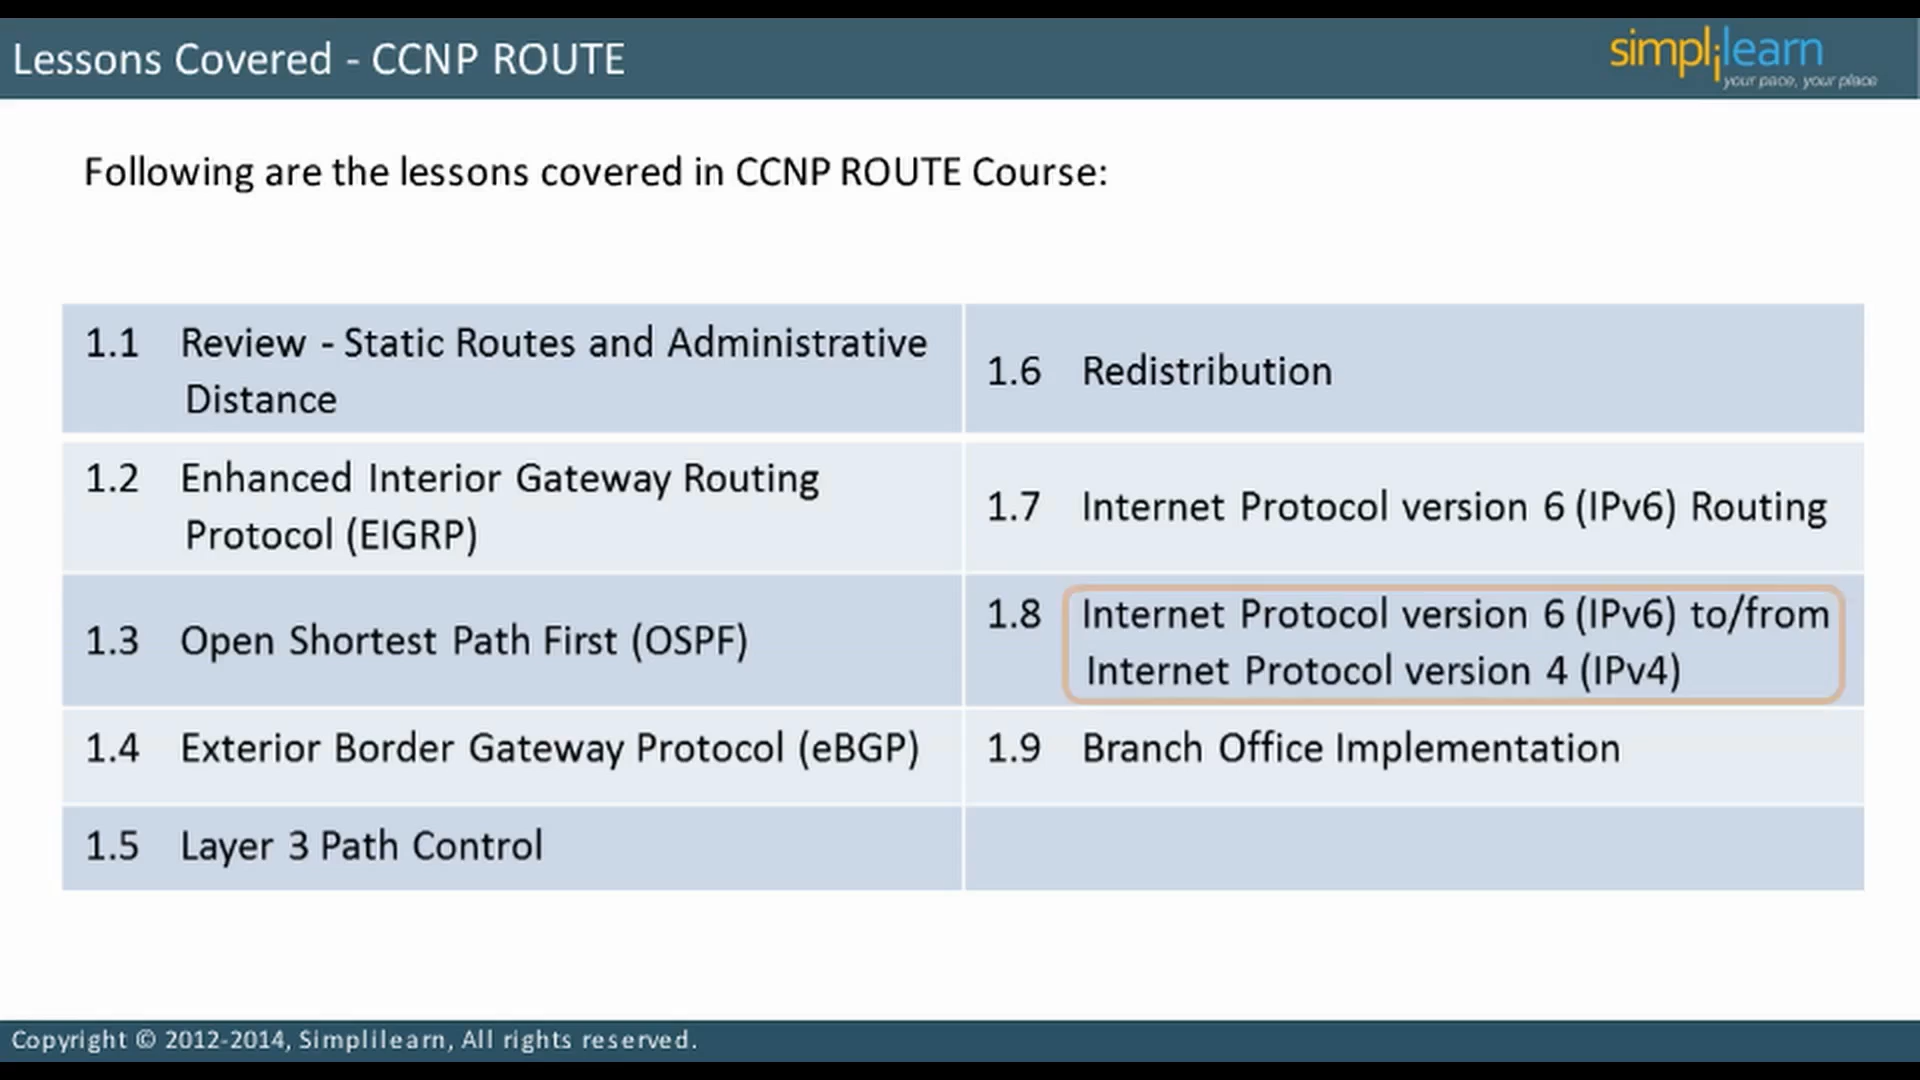 Lessons Covered - CCNP ROUTE
simplilearn
your pace, your place
Following are the lessons covered in CCNP ROUTE Course:
1.1 Review - Static Routes and Administrative
Distance
1.2 Enhanced Interior Gateway Routing
Protocol (EIGRP)
1.3 Open Shortest Path First (OSPF)
1.4 Exterior Border Gateway Protocol (eBGP)
1.5 Layer 3 Path Control
1.6 Redistribution
1.7 Internet Protocol version 6 (IPv6) Routing
1.8 Internet Protocol version 6 (IPv6) to/from
Internet Protocol version 4 (IPv4)
1.9 Branch Office Implementation
Copyright © 2012-2014, Simplilearn, All rights reserved.